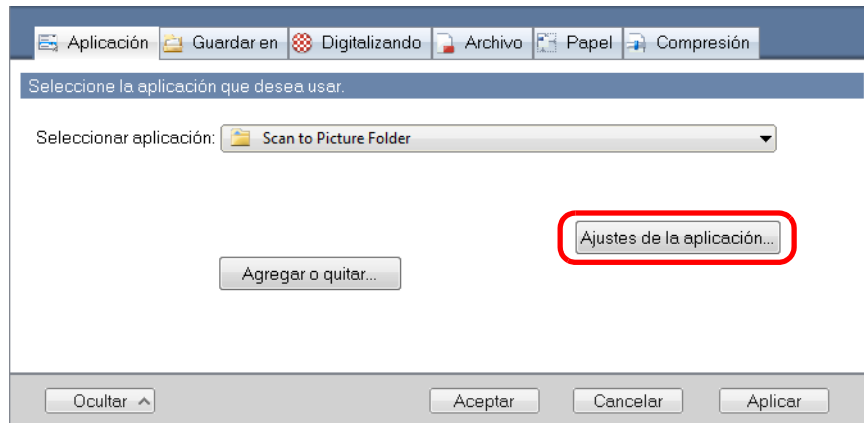 Aplicación Guardar en Digitalizando Archivo Papel Compresión
Seleccione la aplicación que desea usar.
Seleccionar aplicación: Scan to Picture Folder
Ajustes de la aplicación...
Agregar o quitar...
Ocultar Aceptar Cancelar Aplicar